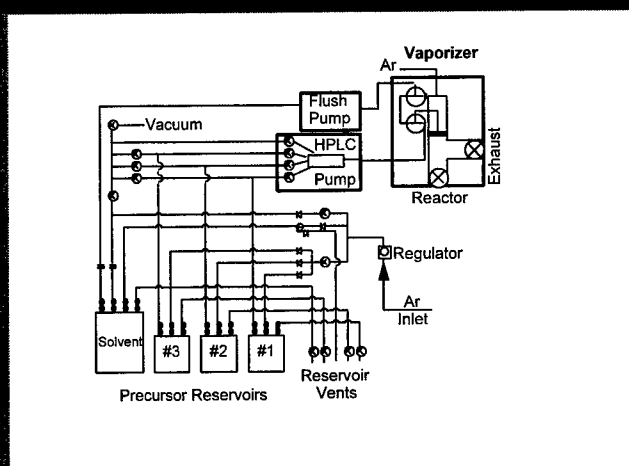 Vaporizer
Ar
Flush
Pump
Vacuum
HPLC
Pump
Exhaust
Reactor
Regulator
Ar
Inlet
Solvent
#3
#2
#1
Reservoir
Vents
Precursor Reservoirs